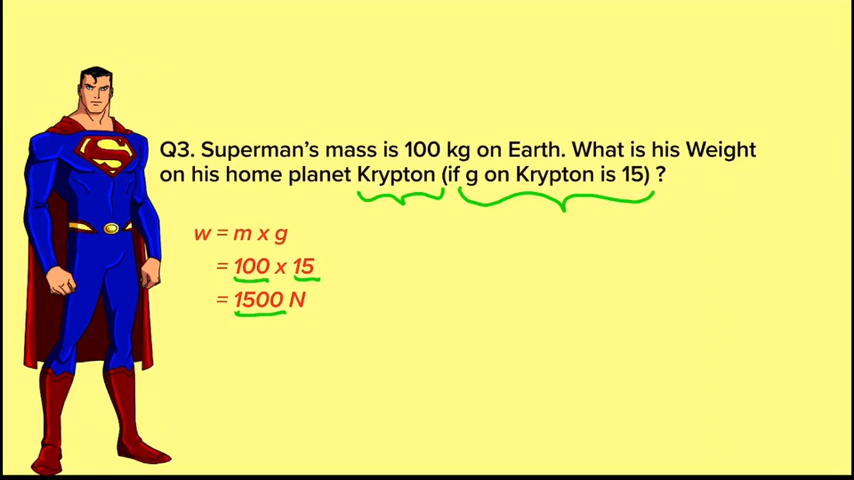 Q3. Superman's mass is 100 kg on Earth. What is his Weight
on his home planet Krypton (if g on Krypton is 15) ?
w = m x g
= 100 x 15
= 1500 N
S